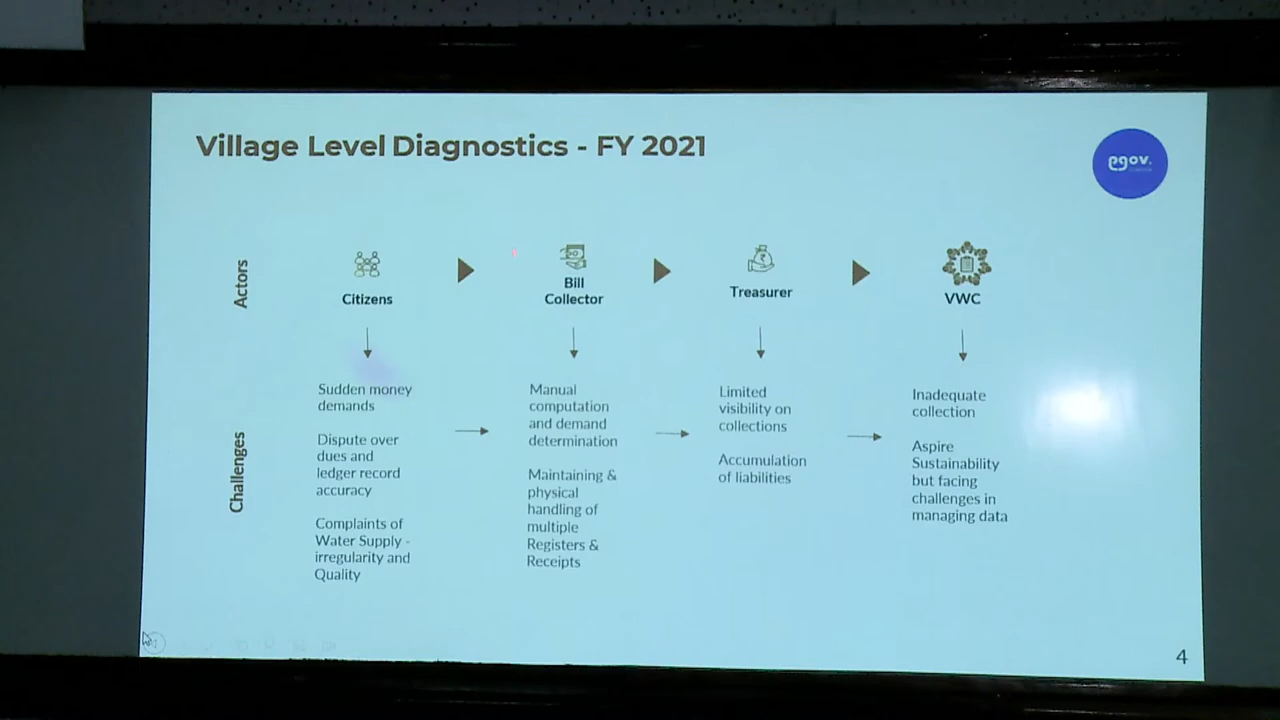 Village Level Diagnostics - FY 2021
egov.
Actors
Citizens
Bill
Collector
Treasurer
VWC
Challenges
Sudden money
demands
Dispute over
dues and
ledger record
accuracy
Complaints of
Water Supply -
irregularity and
Quality
Manual
computation
and demand
determination
Maintaining &
physical
handling of
multiple
Registers &
Receipts
Limited
visibility on
collections
Accumulation
of liabilities
Inadequate
collection
Aspire
Sustainability
but facing
challenges in
managing data
4